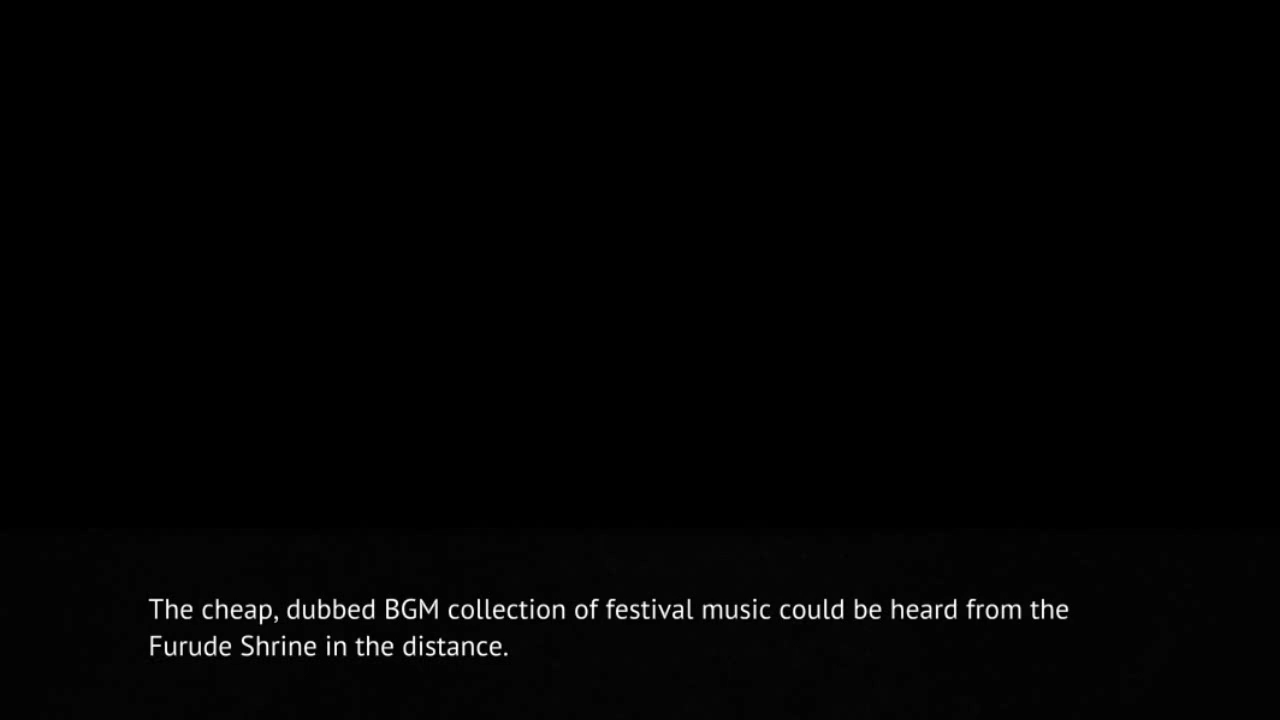 The cheap, dubbed BGM collection of festival music could be heard from the
Furude Shrine in the distance.